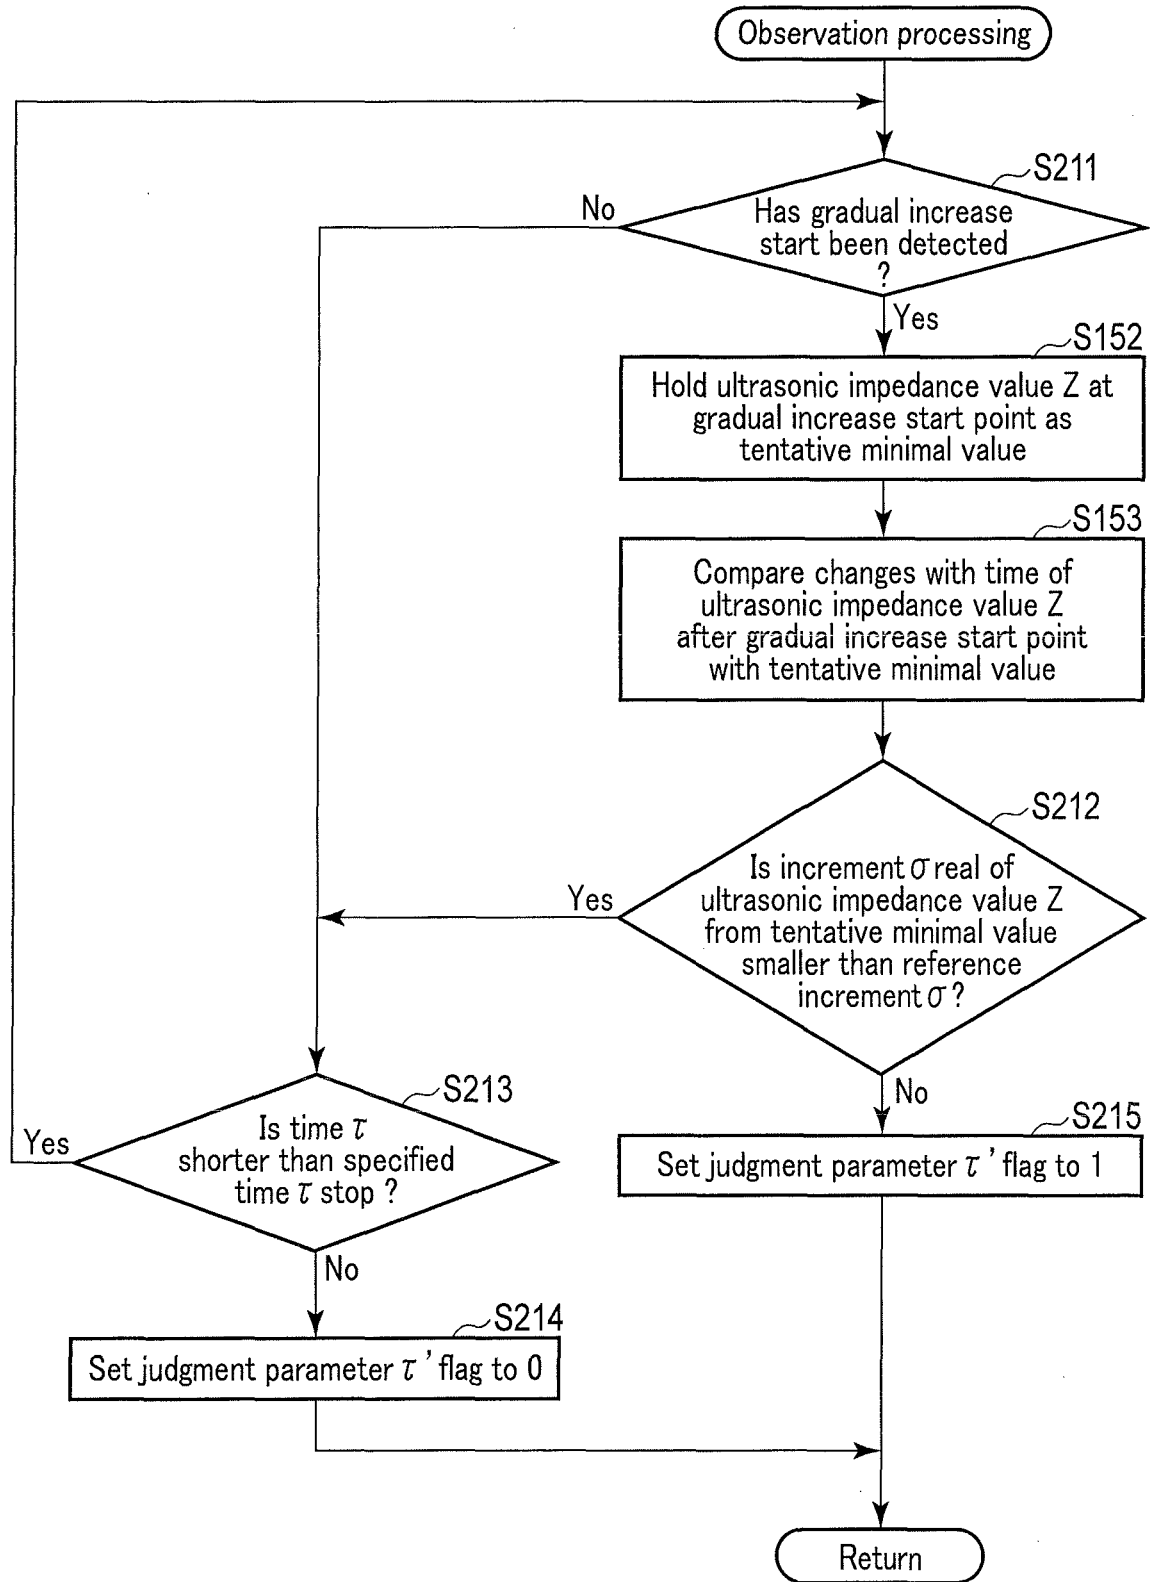 Observation processing
S211
No
Has gradual increase
start been detected
?
Yes
S152
Hold ultrasonic impedance value Z at
gradual increase start point as
tentative minimal value
S153
Compare changes with time of
ultrasonic impedance value Z
after gradual increase start point
with tentative minimal value
S212
Yes
Is increment σ real of
ultrasonic impedance value Z
from tentative minimal value
smaller than reference
increment σ ?
No
S213
Yes
Is time τ
shorter than specified
time τ stop ?
No
S215
Set judgment parameter τ ' flag to 1
S214
Set judgment parameter τ ' flag to 0
Return